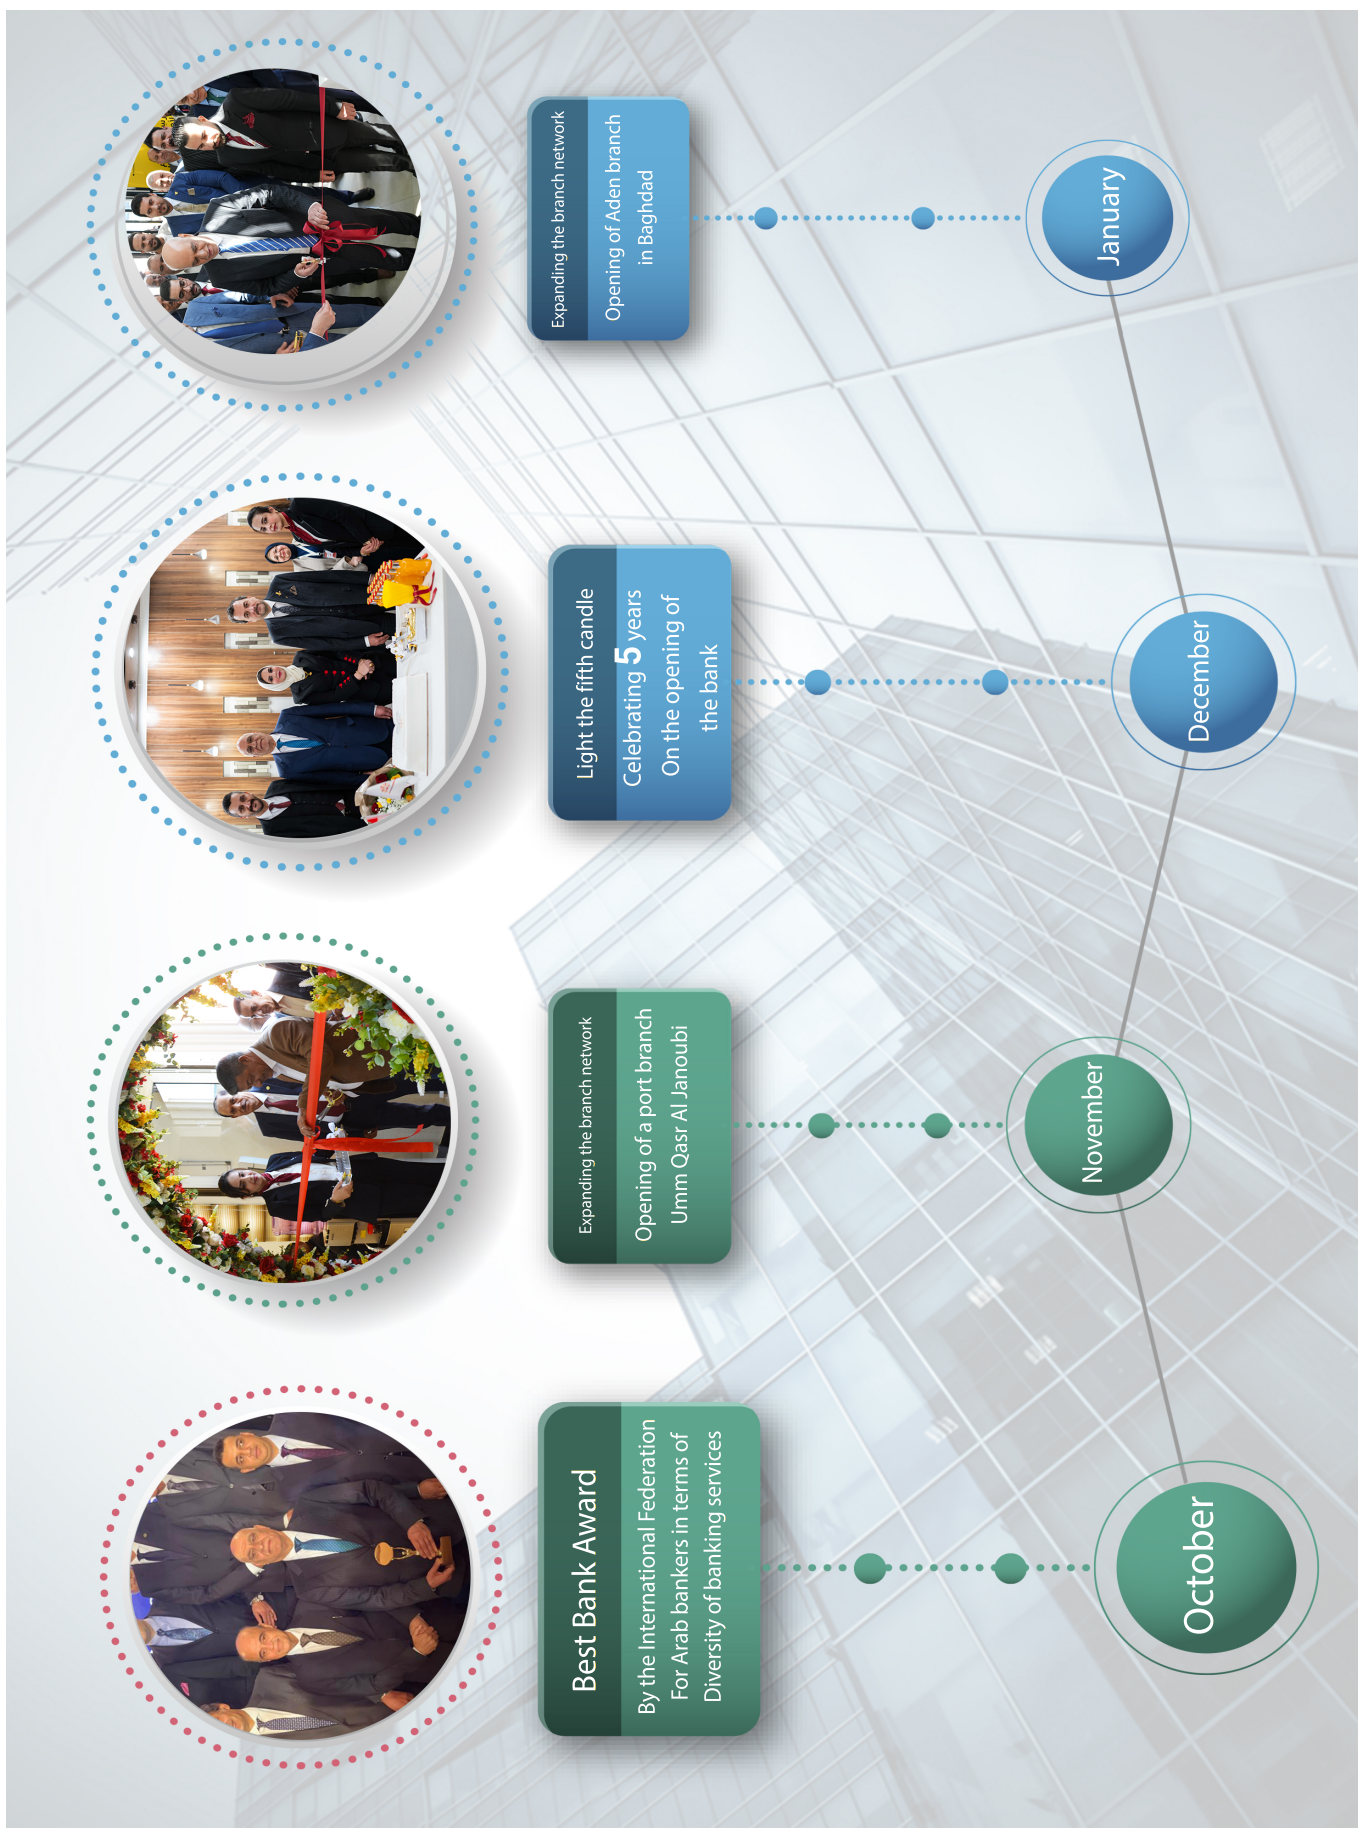 Best Bank Award
By the International Federation
For Arab bankers in terms of
Diversity of banking services
October
Expanding the branch network
Opening of a port branch
Umm Qasr Al Janoubi
November
Light the fifth candle
Celebrating 5 years
On the opening of
the bank
December
Expanding the branch network
Opening of Aden branch
in Baghdad
January